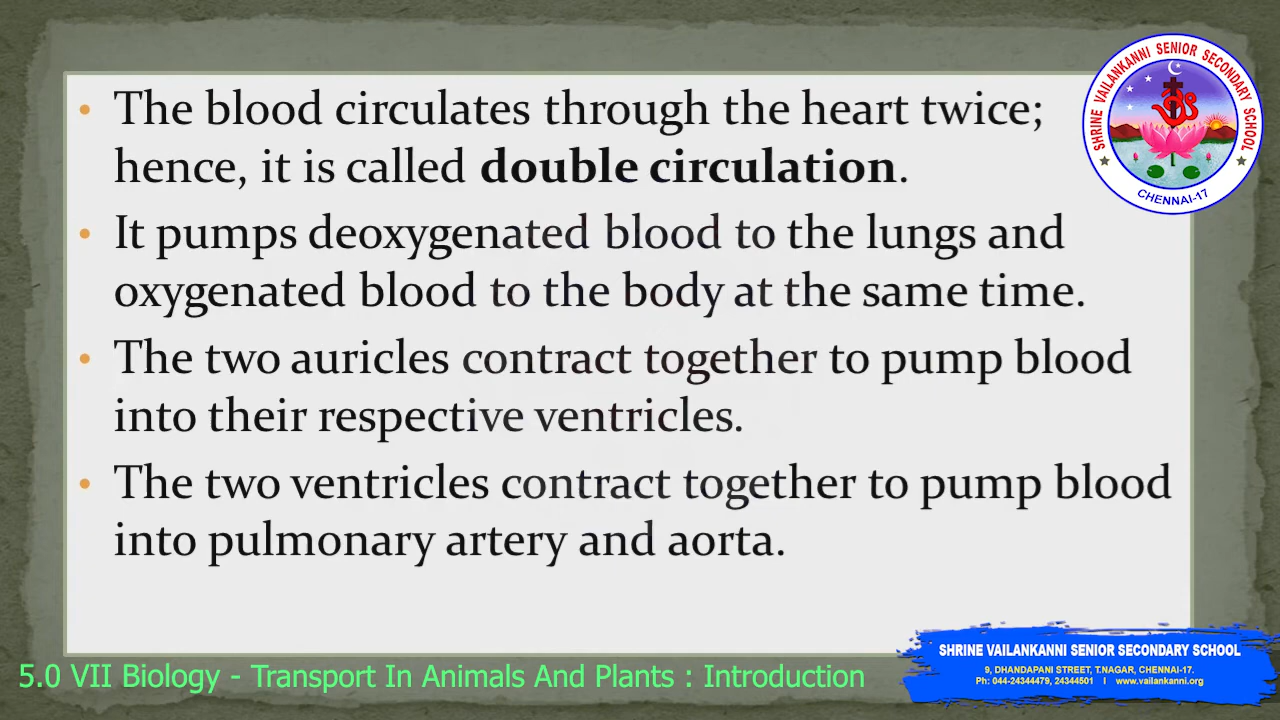 • The blood circulates through the heart twice;
hence, it is called double circulation.
• It pumps deoxygenated blood to the lungs and
oxygenated blood to the body at the same time.
• The two auricles contract together to pump blood
into their respective ventricles.
• The two ventricles contract together to pump blood
into pulmonary artery and aorta.
SHRINE VAILANKANNI SENIOR SECONDARY SCHOOL
CHENNAI-17
5.0 VII Biology - Transport In Animals And Plants : Introduction
SHRINE VAILANKANNI SENIOR SECONDARY SCHOOL
9, DHANDAPANI STREET, T.NAGAR, CHENNAI-17.
Ph: 044-24344479, 24344501 I www.vailankanni.org